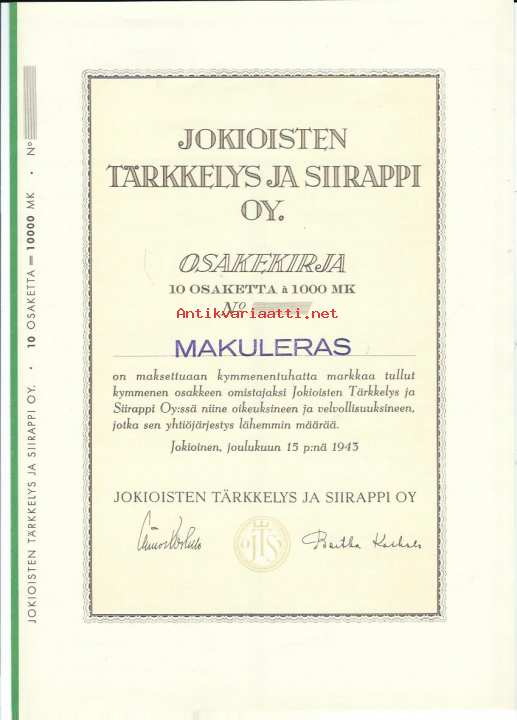 JOKIOISTEN
TÄRKKELYS JA SIIRAPPI
OY.
OSAKEKIRJA
10 OSAKETTA à 1000 MK
Nº
Antikvariaatti.net
MAKULERAS
on maksettuaan kymmenentuhatta markkaa tullut
kymmenen osakkeen omistajaksi Jokioisten Tärkkelys ja
Siirappi Oy:ssä niine oikeuksineen ja velvollisuuksineen,
jotka sen yhtiöjärjestys lähemmin määrää.
Jokioinen, joulukuun 15 p:nä 1943
JOKIOISTEN TÄRKKELYS JA SIIRAPPI OY
JOKIOISTEN TÄRKKELYS JA SIIRAPPI OY. • 10 OSAKETTA = 10000 MK • Nº